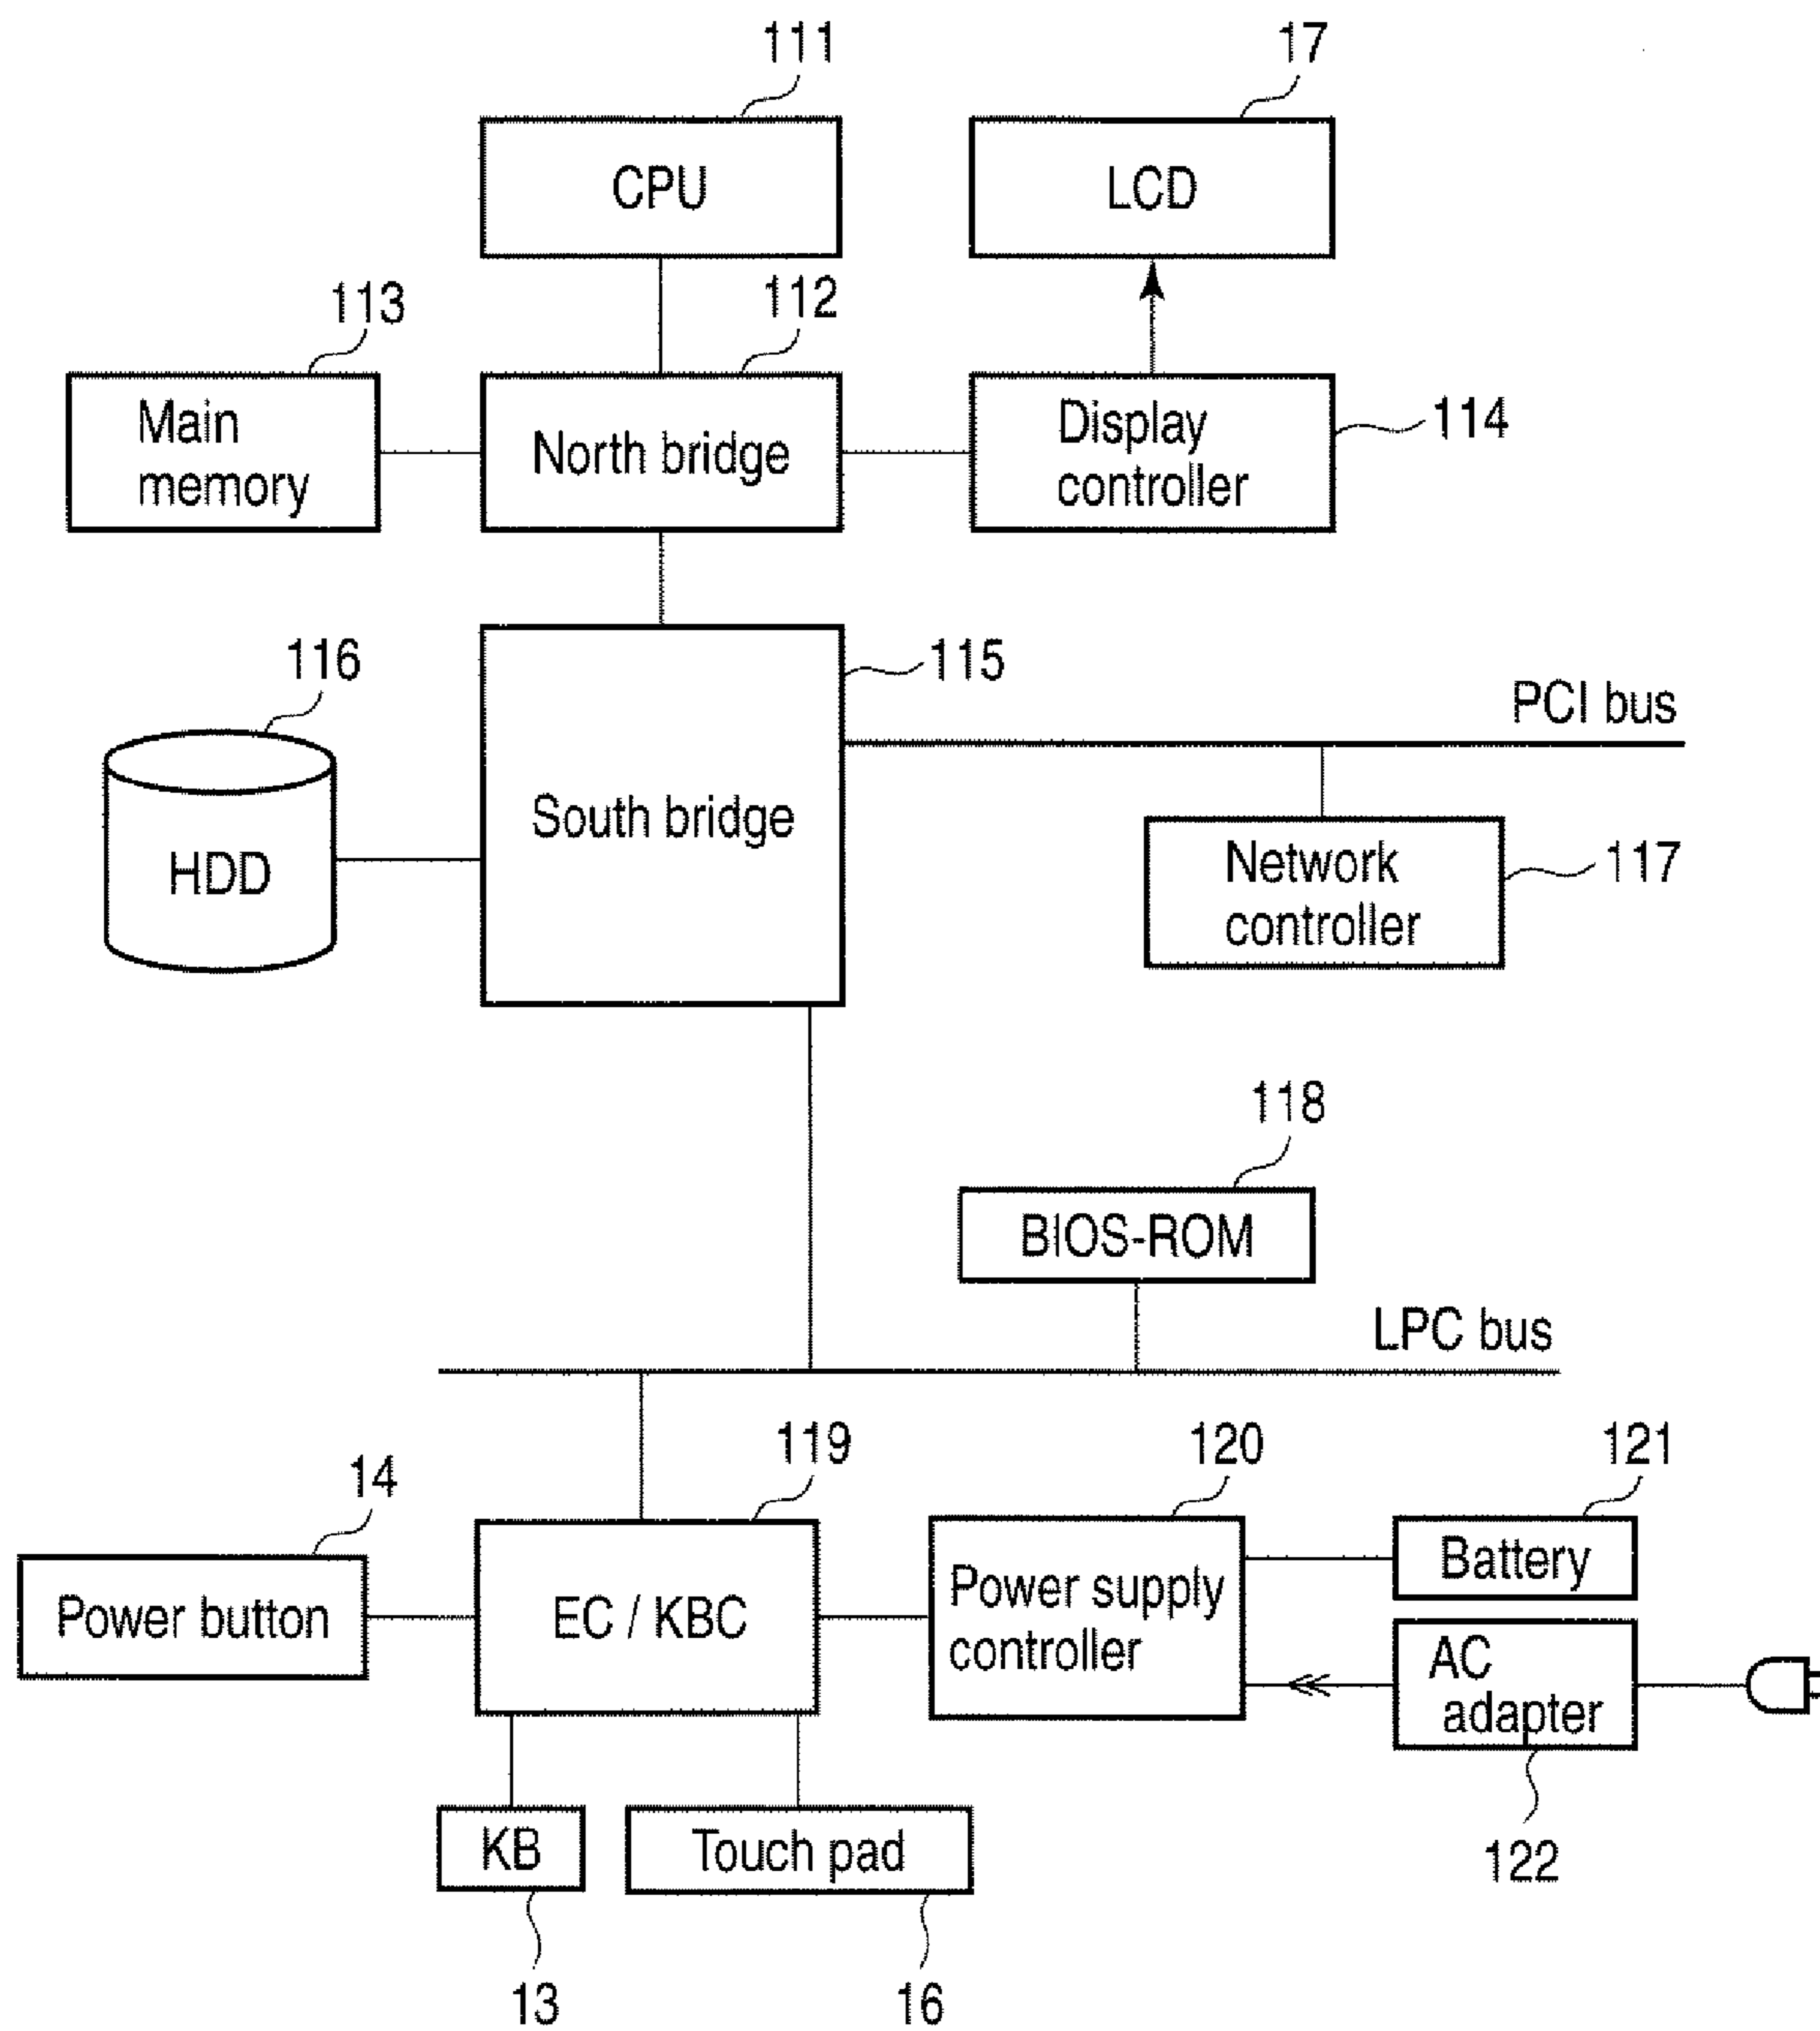 111
17
CPU
LCD
113
112
Main
memory
North bridge
Display
controller
114
116
115
PCI bus
HDD
South bridge
Network
controller
117
118
BIOS-ROM
LPC bus
14
119
120
121
Power button
EC / KBC
Power supply
controller
Battery
AC
adapter
KB
Touch pad
122
13
16